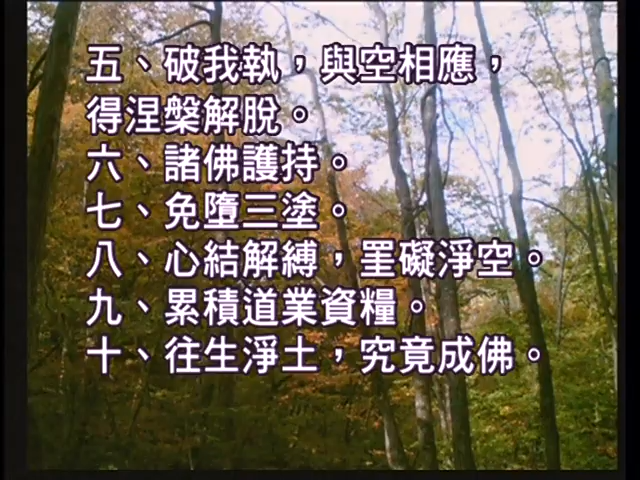 五、破我執，與空相應，
得涅槃解脫。
六、諸佛護持。
七、免墮三塗。
八、心結解縛，罣礙淨空。
九、累積道業資糧。
十、往生淨土，究竟成佛。